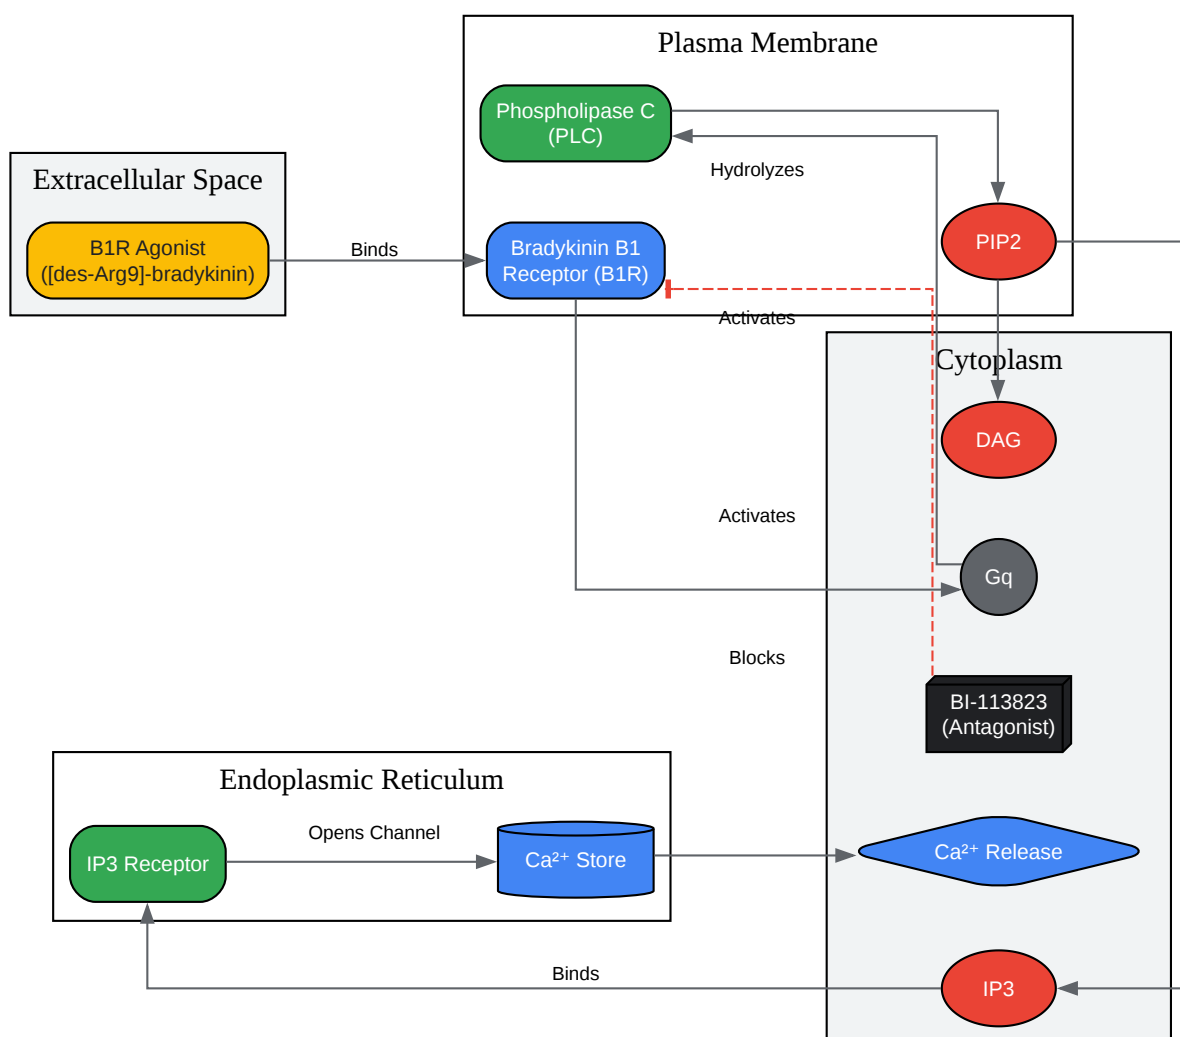 Plasma Membrane
Phospholipase C
(PLC)
Hydrolyzes
Extracellular Space
B1R Agonist
([des-Arg9]-bradykinin)
Binds
Bradykinin B1
Receptor (B1R)
PIP2
Activates
Cytoplasm
DAG
Activates
Gq
Blocks
BI-113823
(Antagonist)
Endoplasmic Reticulum
IP3 Receptor
Opens Channel
Ca²⁺ Store
Ca²⁺ Release
Binds
IP3